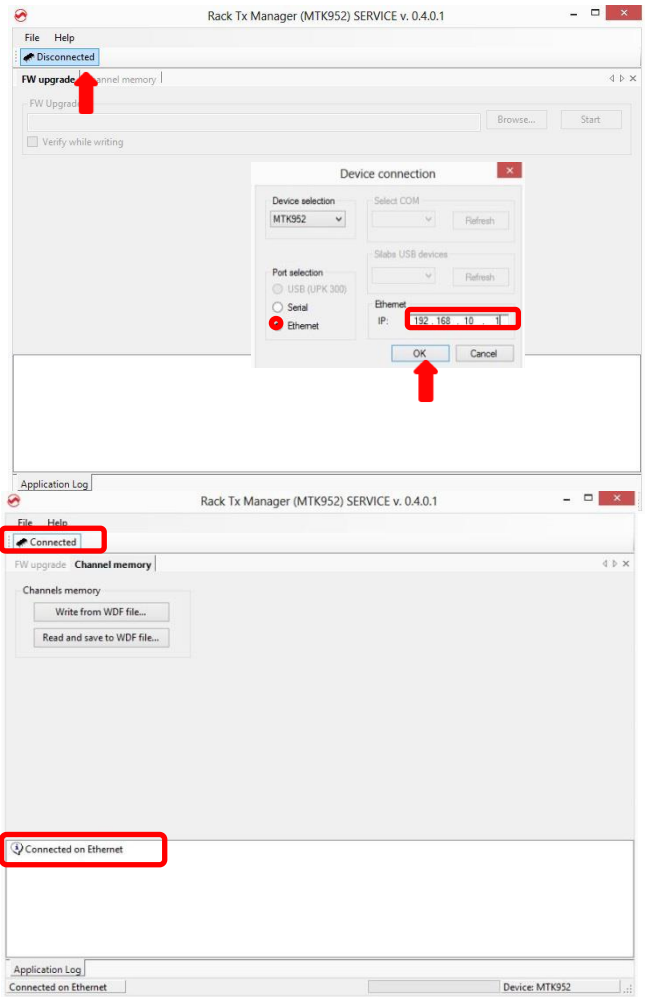 Rack Tx Manager (MTK952) SERVICE v. 0.4.0.1
File Help
Disconnected
FW upgrade Channel memory
FW Upgrade
Browse... Start
Verify while writing
Device connection
Device selection Select COM
MTK952 Refresh
Slabs USB devices
Port selection Refresh
USB (UPK 300)
Serial Ethernet
Ethernet IP: 192 . 168 . 10 . 1
OK Cancel
Application Log
Rack Tx Manager (MTK952) SERVICE v. 0.4.0.1
File Help
Connected
FW upgrade Channel memory
Channels memory
Write from WDF file...
Read and save to WDF file...
Connected on Ethernet
Application Log
Connected on Ethernet Device: MTK952